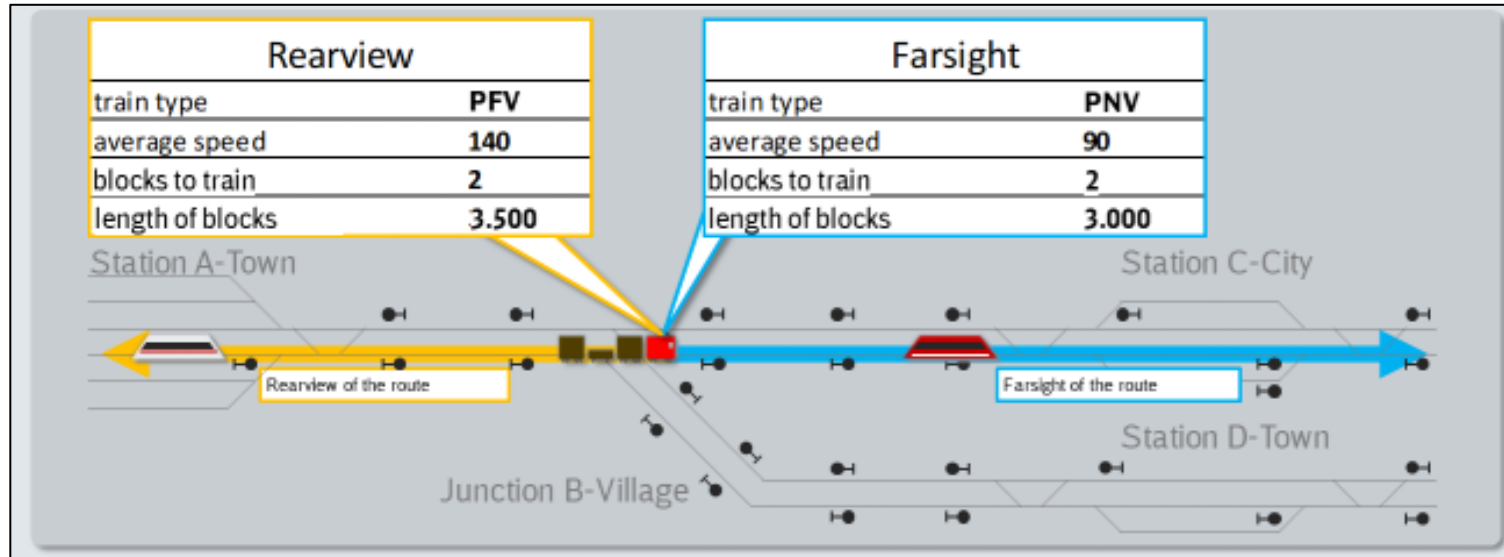 Rearview
train type PFV
average speed 140
blocks to train 2
length of blocks 3.500
Farsight
train type PNV
average speed 90
blocks to train 2
length of blocks 3.000
Station A-Town
Station C-City
Rearview of the route
Farsight of the route
Station D-Town
Junction B-Village